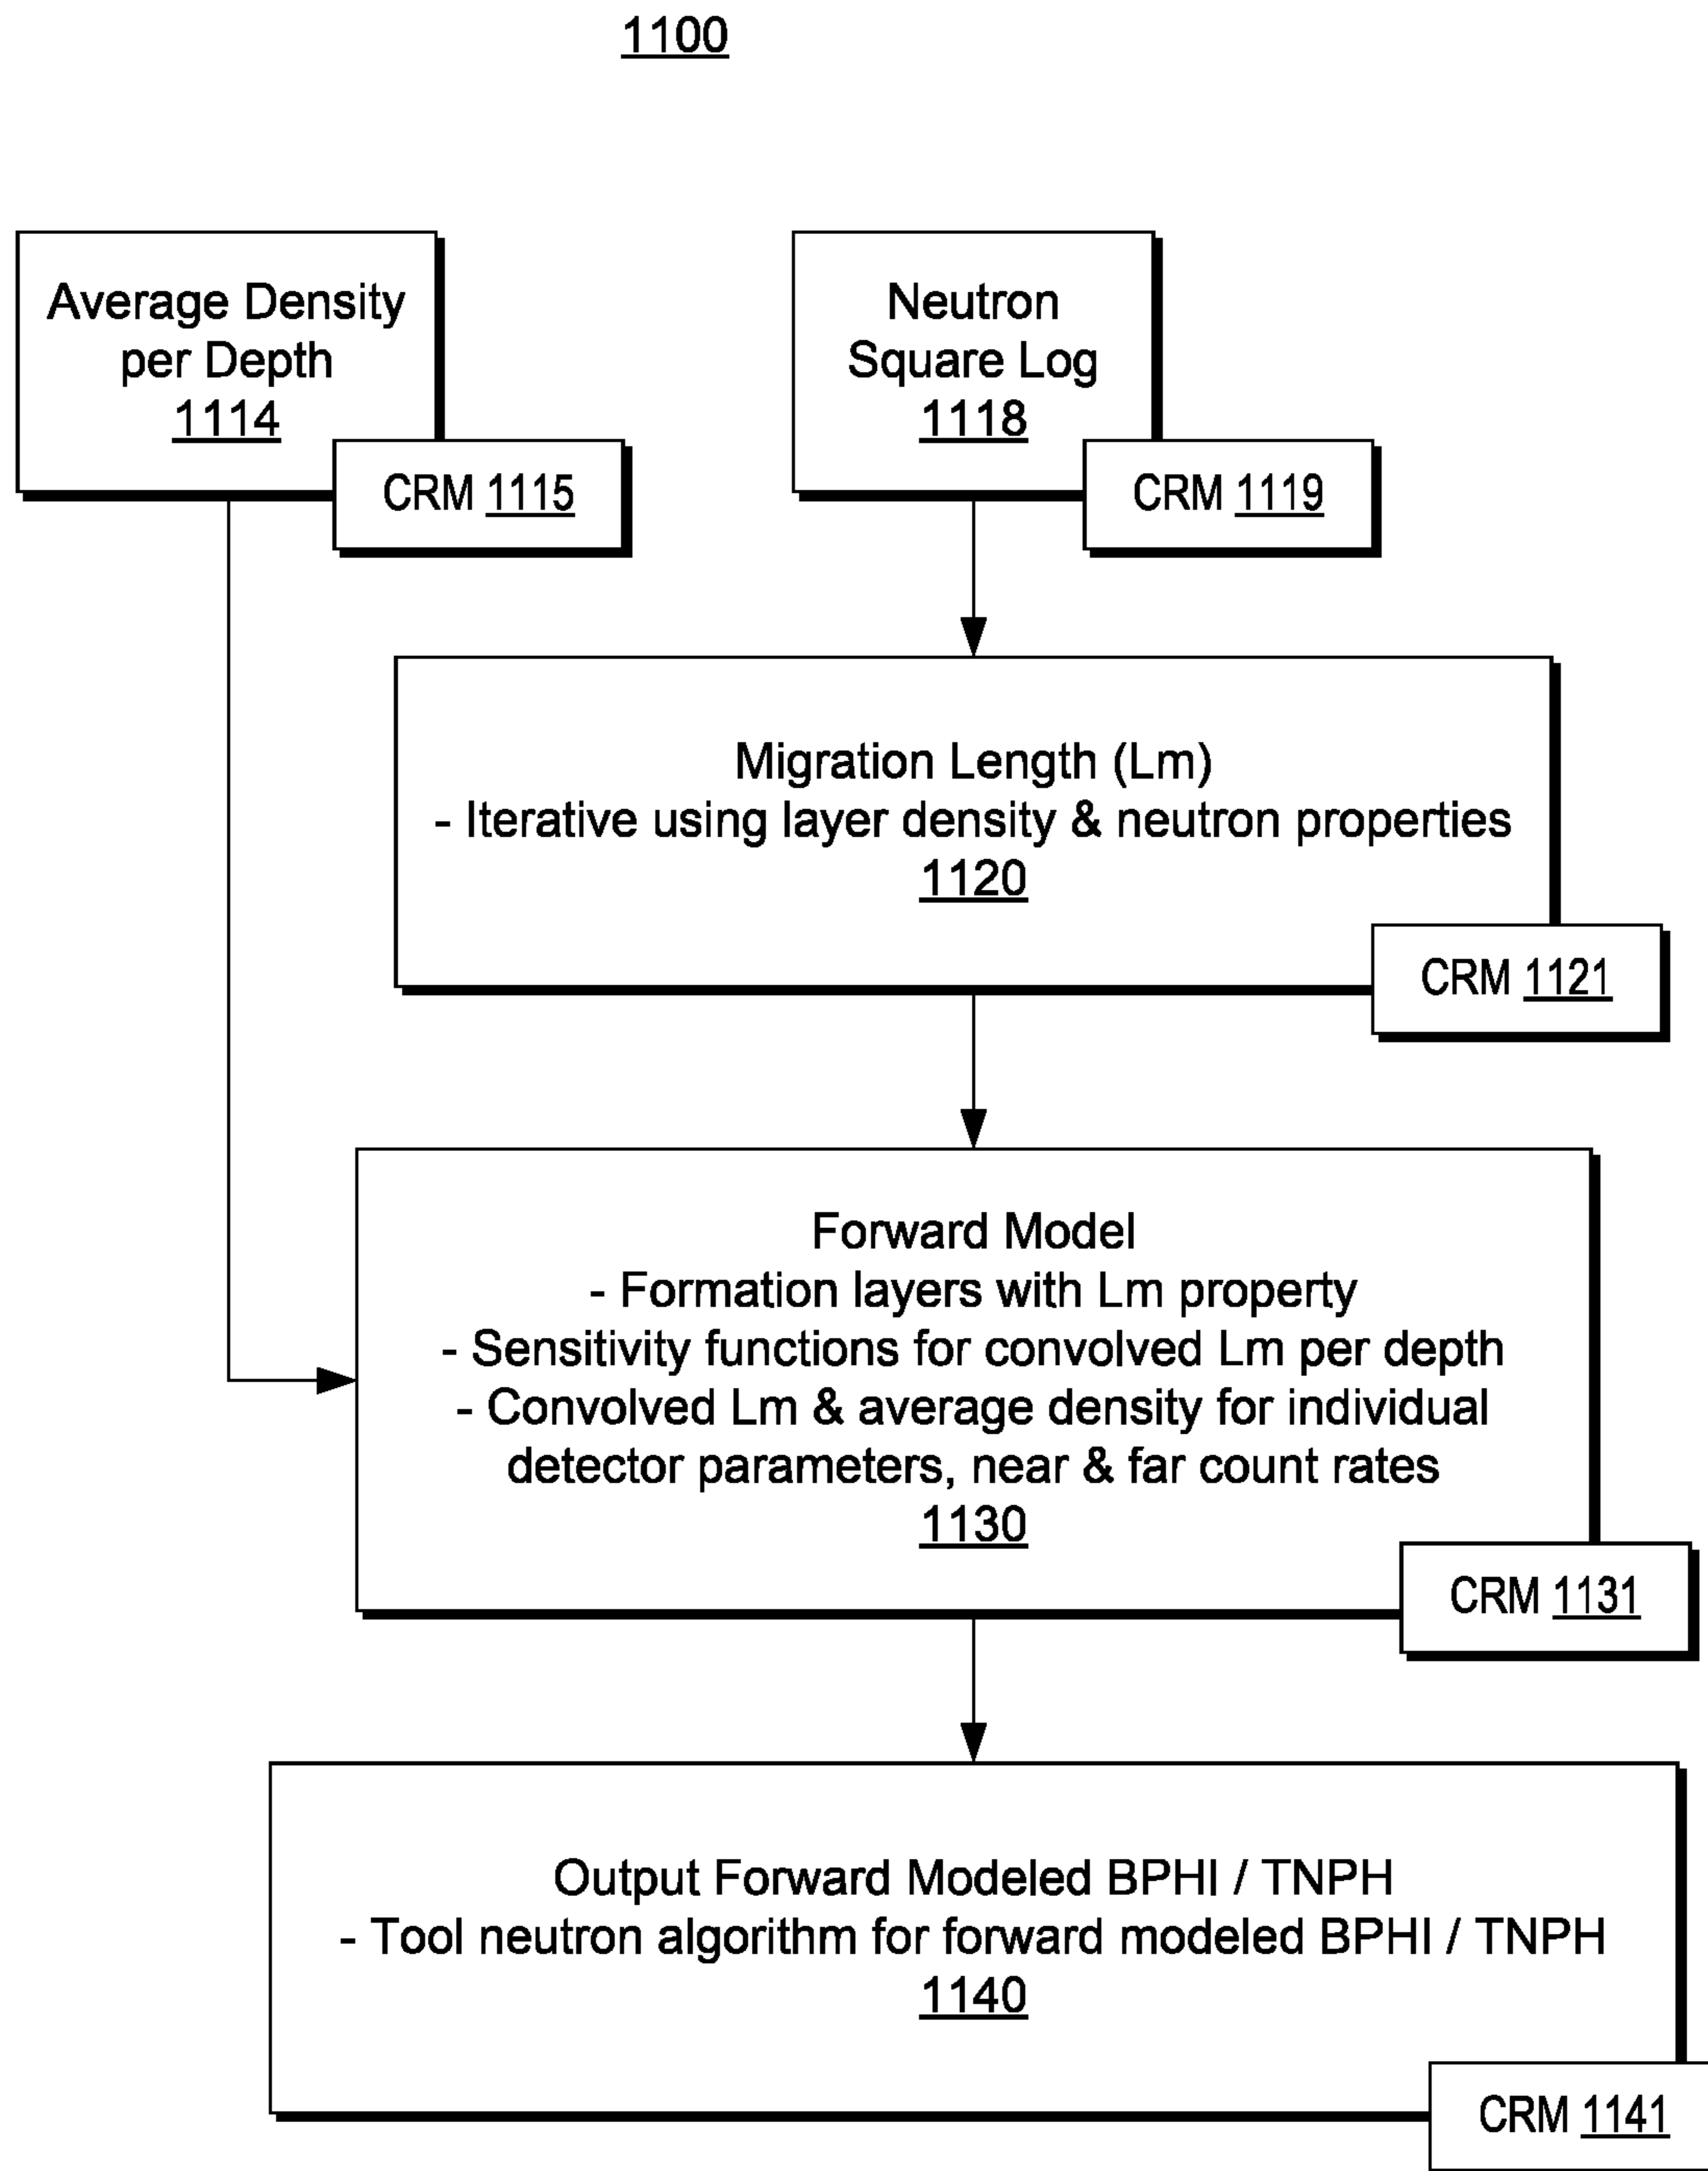 1100
Average Density
per Depth
1114
CRM 1115
Neutron
Square Log
1118
CRM 1119
Migration Length (Lm)
- Iterative using layer density & neutron properties
1120
CRM 1121
Forward Model
- Formation layers with Lm property
- Sensitivity functions for convolved Lm per depth
- Convolved Lm & average density for individual
detector parameters, near & far count rates
1130
CRM 1131
Output Forward Modeled BPHI / TNPH
- Tool neutron algorithm for forward modeled BPHI / TNPH
1140
CRM 1141